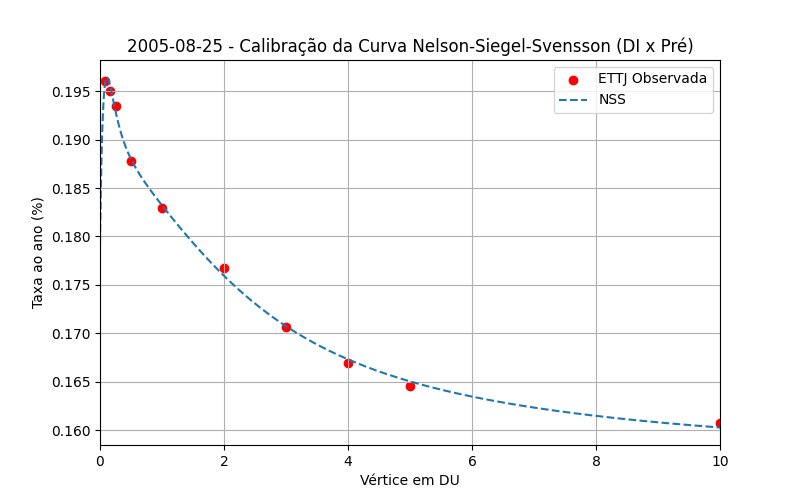 2005-08-25 - Calibração da Curva Nelson-Siegel-Svensson (DI x Pré)
ETTJ Observada
NSS
Taxa ao ano (%)
0.195
0.190
0.185
0.180
0.175
0.170
0.165
0.160
0 2 4 6 8 10
Vértice em DU